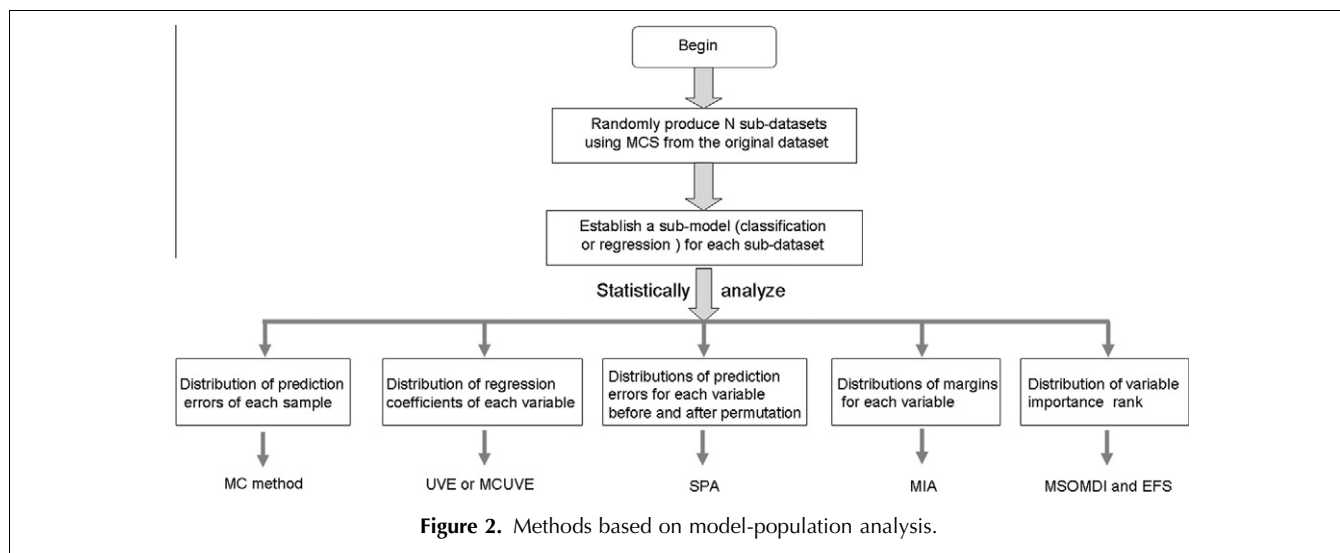 Begin
Randomly produce N sub-datasets
using MCS from the original dataset
Establish a sub-model (classification
or regression ) for each sub-dataset
Statistically analyze
Distribution of prediction
errors of each sample
Distribution of regression
coefficients of each variable
Distributions of prediction
errors for each variable
before and after permutation
Distributions of margins
for each variable
Distribution of variable
importance rank
MC method
UVE or MCUVE
SPA
MIA
MSOMDI and EFS
Figure 2. Methods based on model-population analysis.